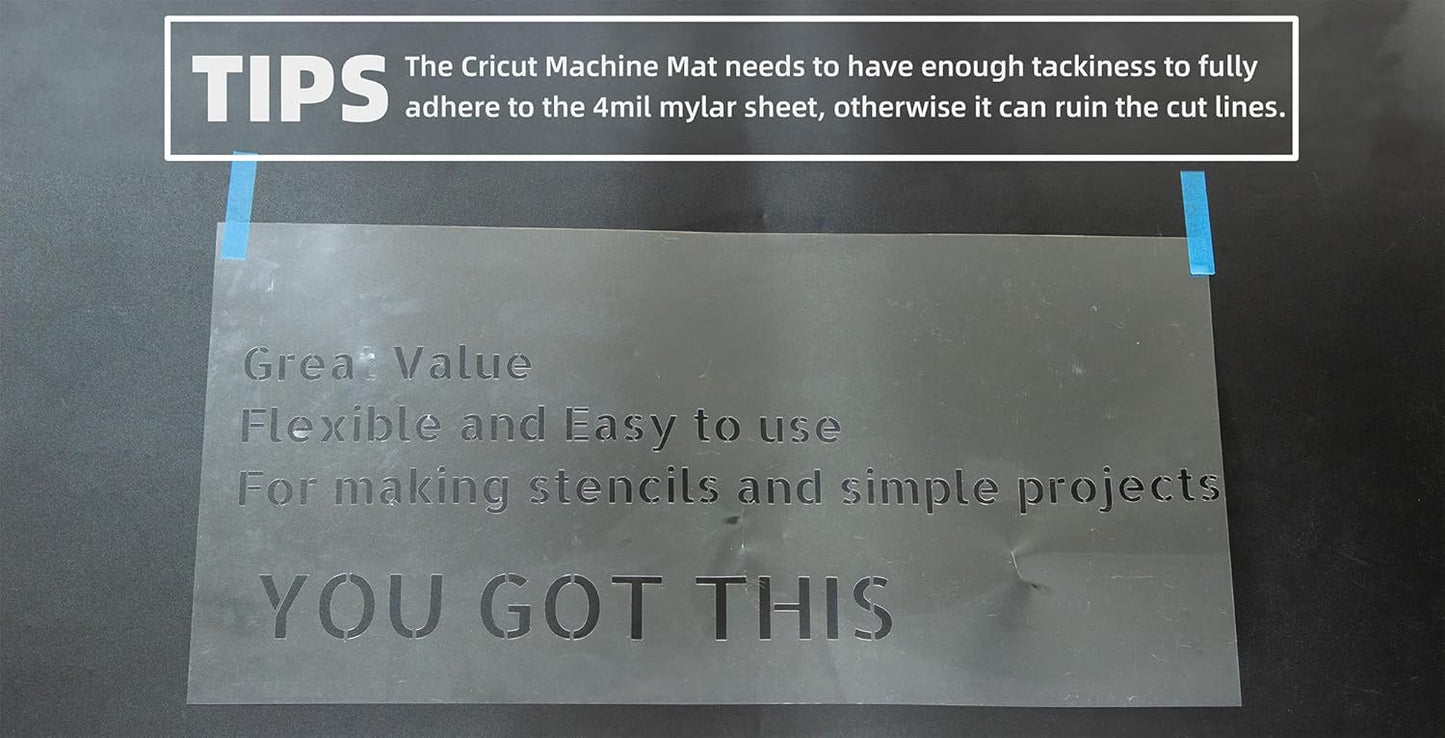 TIPS
The Cricut Machine Mat needs to have enough tackiness to fully
adhere to the 4mil mylar sheet, otherwise it can ruin the cut lines.
Great Value
Flexible and Easy to use
For making stencils and simple projects
YOU GOT THIS